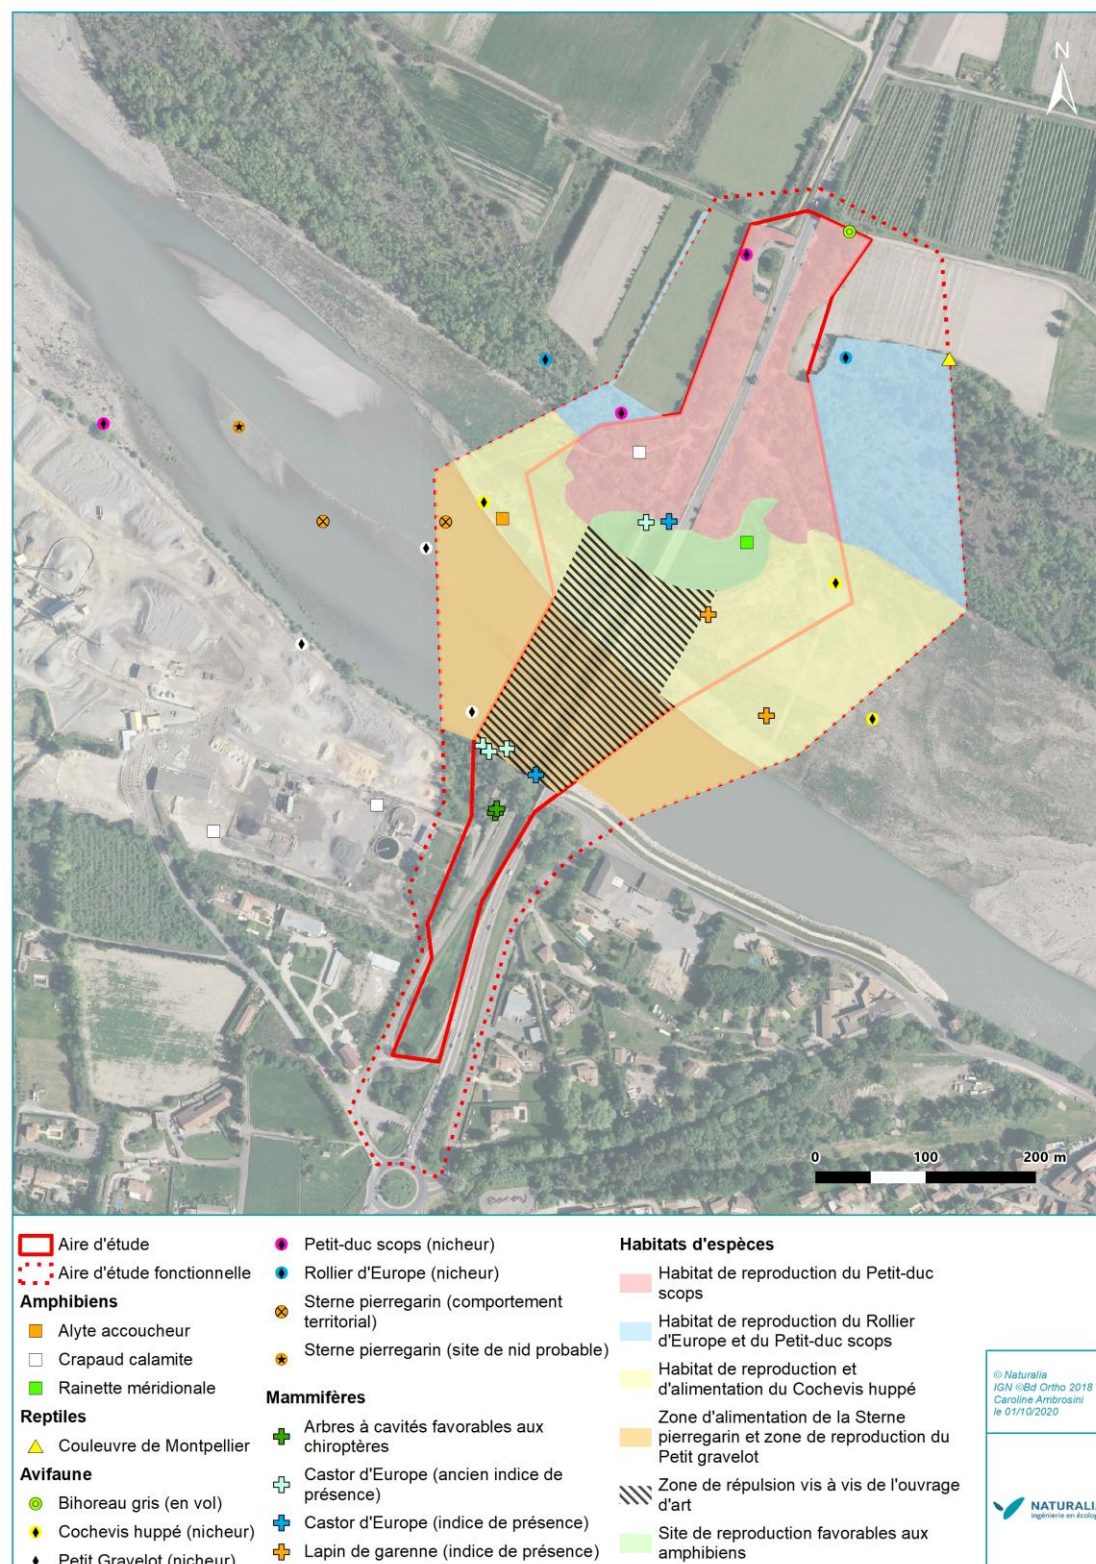 N
0 200 m
100
Aire d'étude
Aire d'étude fonctionnelle
Amphibiens
Alyte accoucheur
Crapaud calamite
Rainette méridionale
Reptiles
Couleuvre de Montpellier
Avifaune
Bihoreau gris (en vol)
Cochevis huppé (nicheur)
Petit Gravelot (nicheur)
Petit-duc scops (nicheur)
Rollier d'Europe (nicheur)
Sterne pierregarin (comportement
territorial)
Sterne pierregarin (site de nid probable)
Mammifères
Arbres à cavités favorables aux
chiroptères
Castor d'Europe (ancien indice de
présence)
Castor d'Europe (indice de présence)
Lapin de garenne (indice de présence)
Habitats d'espèces
Habitat de reproduction du Petit-duc
scops
Habitat de reproduction du Rollier
d'Europe et du Petit-duc scops
Habitat de reproduction et
d'alimentation du Cochevis huppé
Zone d'alimentation de la Sterne
pierregarin et zone de reproduction du
Petit gravelot
Zone de répulsion vis à vis de l'ouvrage
d'art
Site de reproduction favorables aux
amphibiens
© Naturalia
IGN ©Bd Ortho 2018
Caroline Ambrosini
le 01/10/2020
NATURALIA
ingénierie en écolog